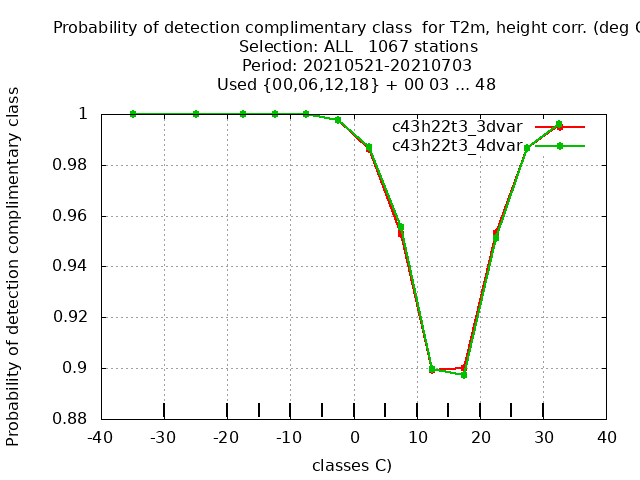 Probability of detection complimentary class  for T2m, height corr. (deg C
Selection: ALL   1067 stations
Period: 20210521-20210703
Used {00,06,12,18} + 00 03 ... 48
Probability of detection complimentary class
1
0.98
0.96
0.94
0.92
0.9
0.88
c43h22t3_3dvar
c43h22t3_4dvar
-40 -30 -20 -10 0 10 20 30 40
classes C)